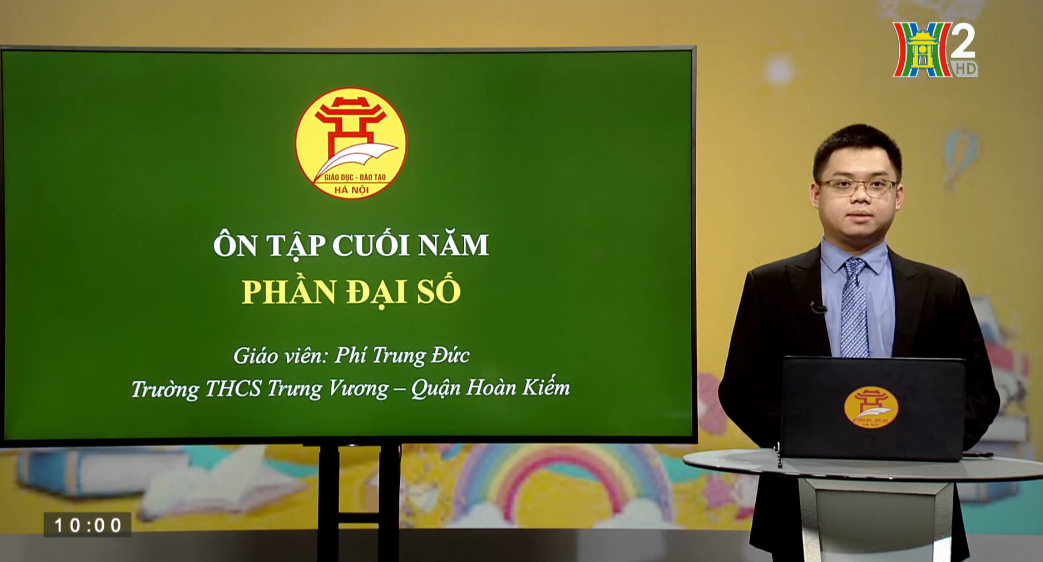 2
HD
GIÁO DỤC - ĐÀO TẠO
HÀ NỘI
ÔN TẬP CUỐI NĂM
PHẦN ĐẠI SỐ
Giáo viên: Phí Trung Đức
Trường THCS Trưng Vương – Quận Hoàn Kiếm
10:00